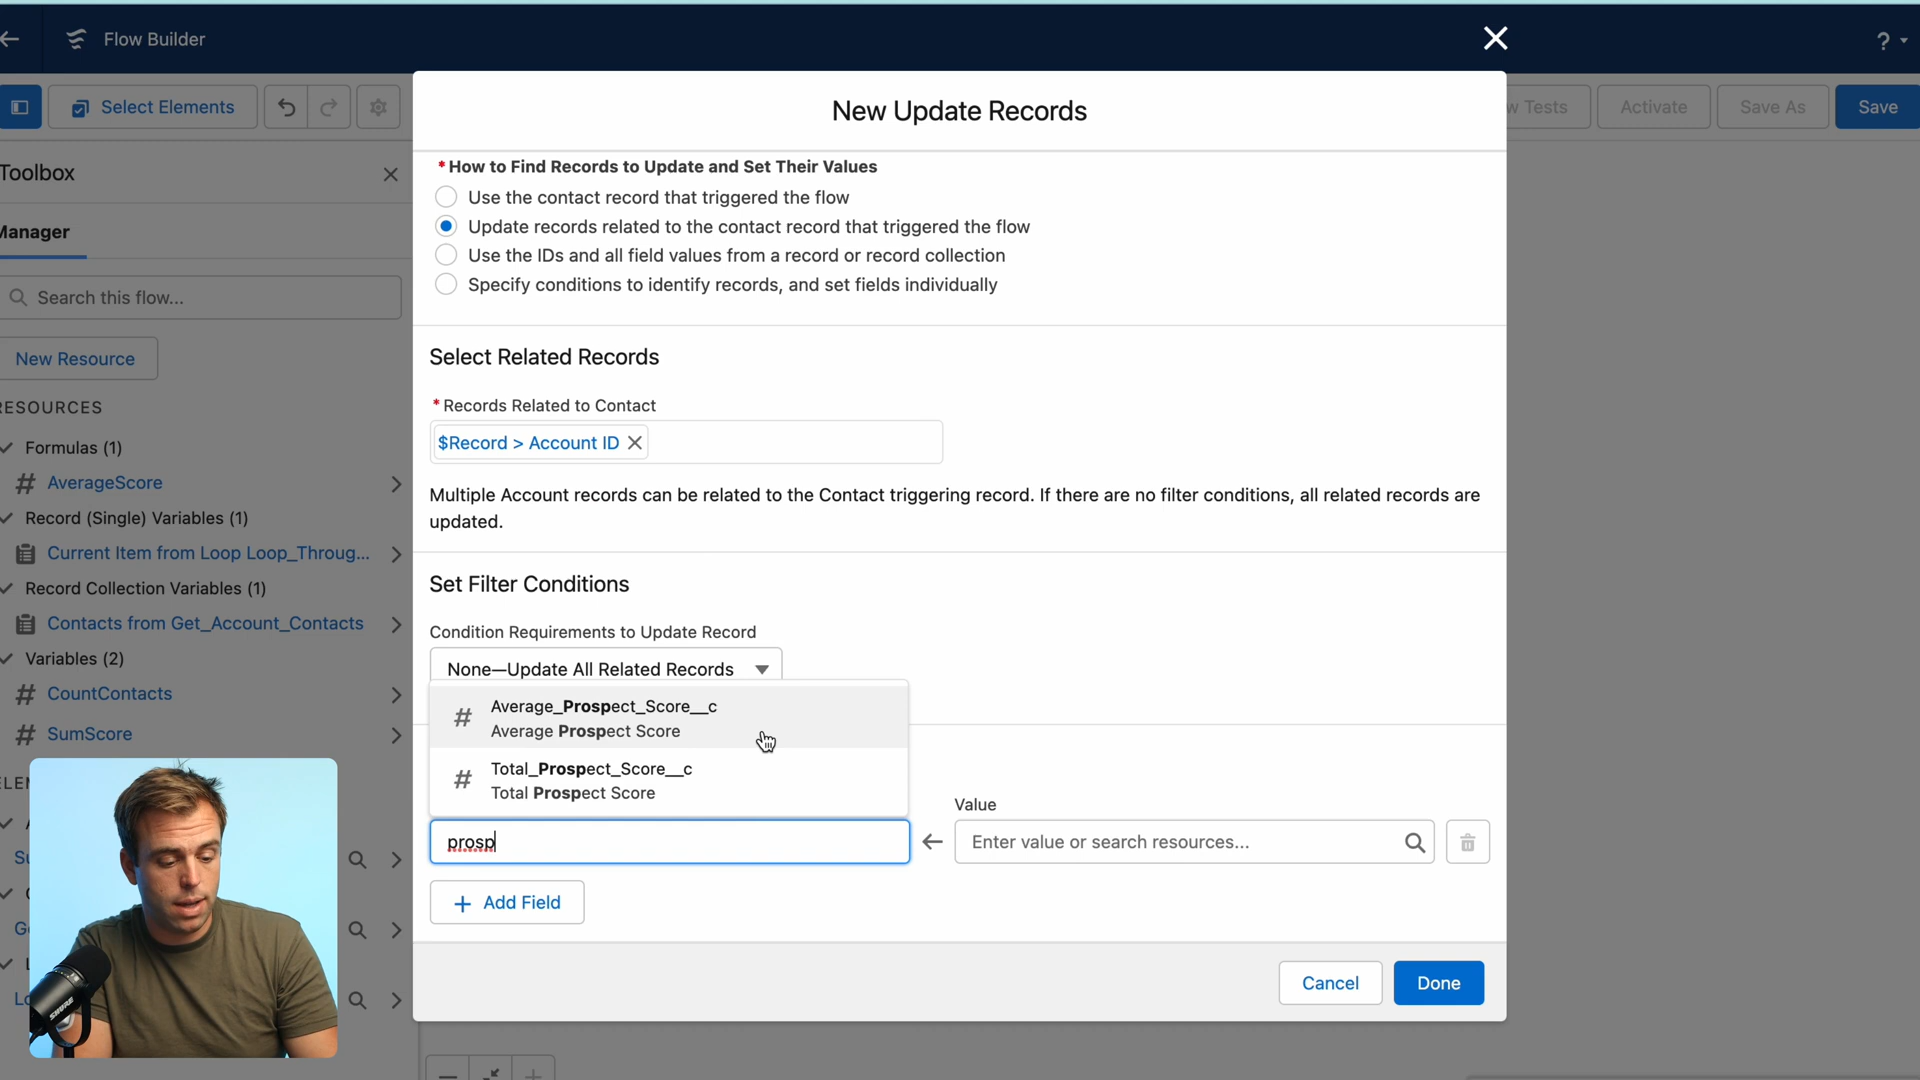 Flow Builder
?
Select Elements
w Tests
Activate
Save As
Save
Toolbox
Manager
Search this flow...
New Resource
RESOURCES
Formulas (1)
# AverageScore
Record (Single) Variables (1)
Current Item from Loop Loop_Throug...
Record Collection Variables (1)
Contacts from Get_Account_Contacts
Variables (2)
# CountContacts
# SumScore
New Update Records
*How to Find Records to Update and Set Their Values
Use the contact record that triggered the flow
Update records related to the contact record that triggered the flow
Use the IDs and all field values from a record or record collection
Specify conditions to identify records, and set fields individually
Select Related Records
*Records Related to Contact
$Record > Account ID
Multiple Account records can be related to the Contact triggering record. If there are no filter conditions, all related records are
updated.
Set Filter Conditions
Condition Requirements to Update Record
None—Update All Related Records
# Average_Prospect_Score__c
Average Prospect Score
# Total_Prospect_Score__c
Total Prospect Score
Value
prosp
Enter value or search resources...
+ Add Field
Cancel
Done
SHURE